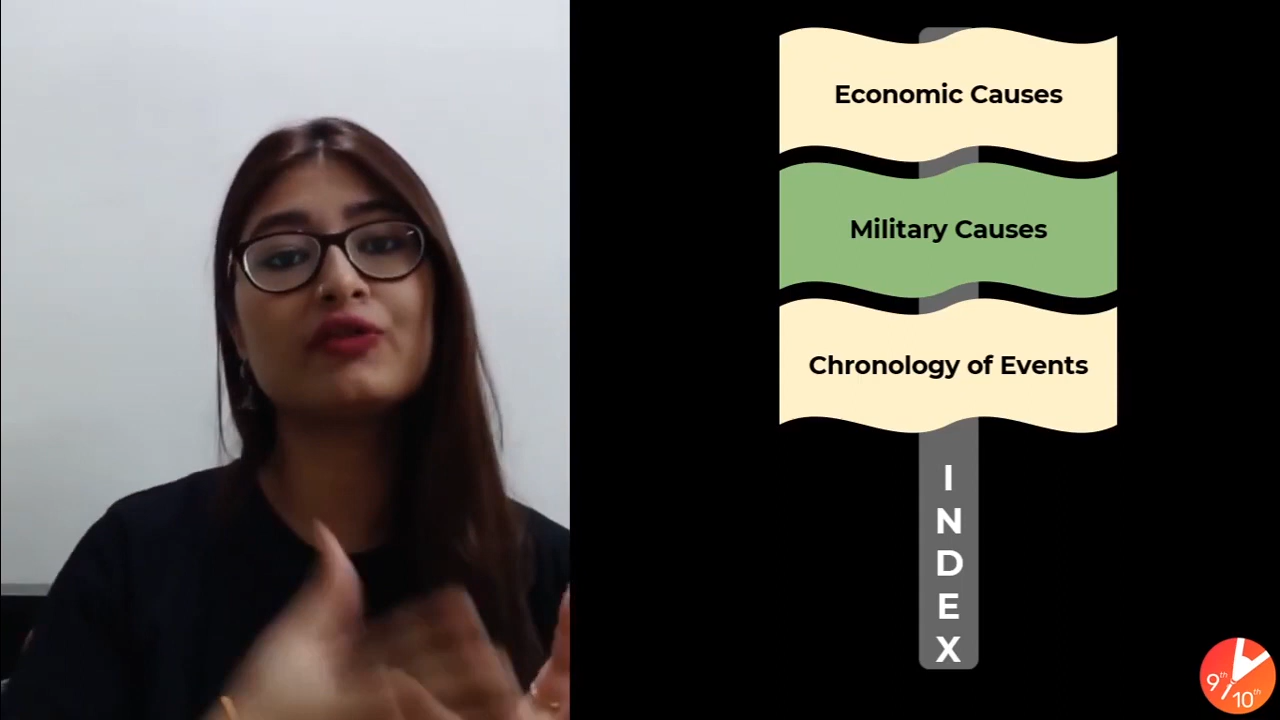 Economic Causes
Military Causes
Chronology of Events
I
N
D
E
X
9th
10th